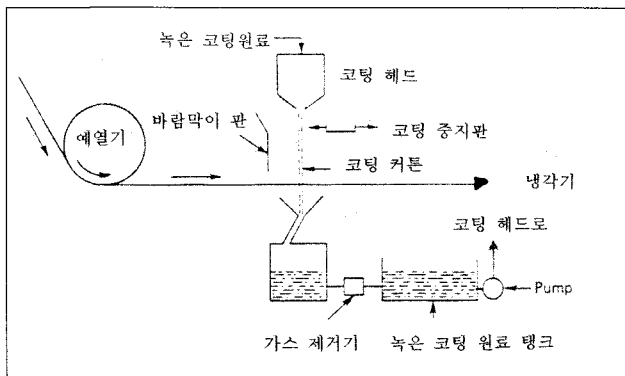 녹은 코팅원료
코팅 헤드
바람막이 판
예열기
코팅 중지판
코팅 커튼
냉각기
코팅 헤드로
Pump
가스 제거기
녹은 코팅 원료 탱크